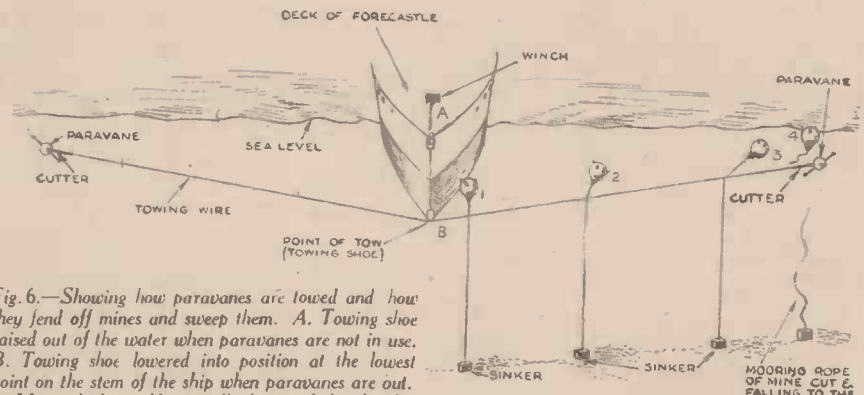 DECK OF FORECASTLE
WINCH
PARAVANE
A
PARAVANE
SEA LEVEL
4
3
CUTTER
2
1
CUTTER
TOWING WIRE
B
POINT OF TOW
(TOWING SHOE)
Fig. 6.—Showing how paravanes are towed and how
they fend off mines and sweep them. A. Towing shoe
raised out of the water when paravanes are not in use.
B. Towing shoe lowered into position at the lowest
point on the stem of the ship when paravanes are out.
SINKER
SINKER
MOORING ROPE
OF MINE CUT &
FALLING TO THE